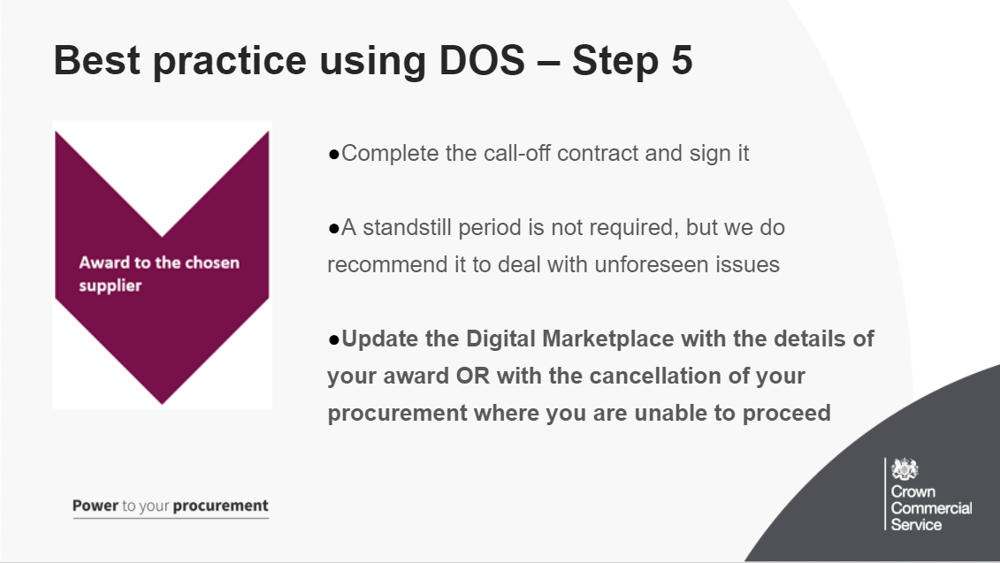 Best practice using DOS – Step 5
Award to the chosen
supplier
●Complete the call-off contract and sign it
●A standstill period is not required, but we do
recommend it to deal with unforeseen issues
●Update the Digital Marketplace with the details of
your award OR with the cancellation of your
procurement where you are unable to proceed
Power to your procurement
Crown
Commercial
Service